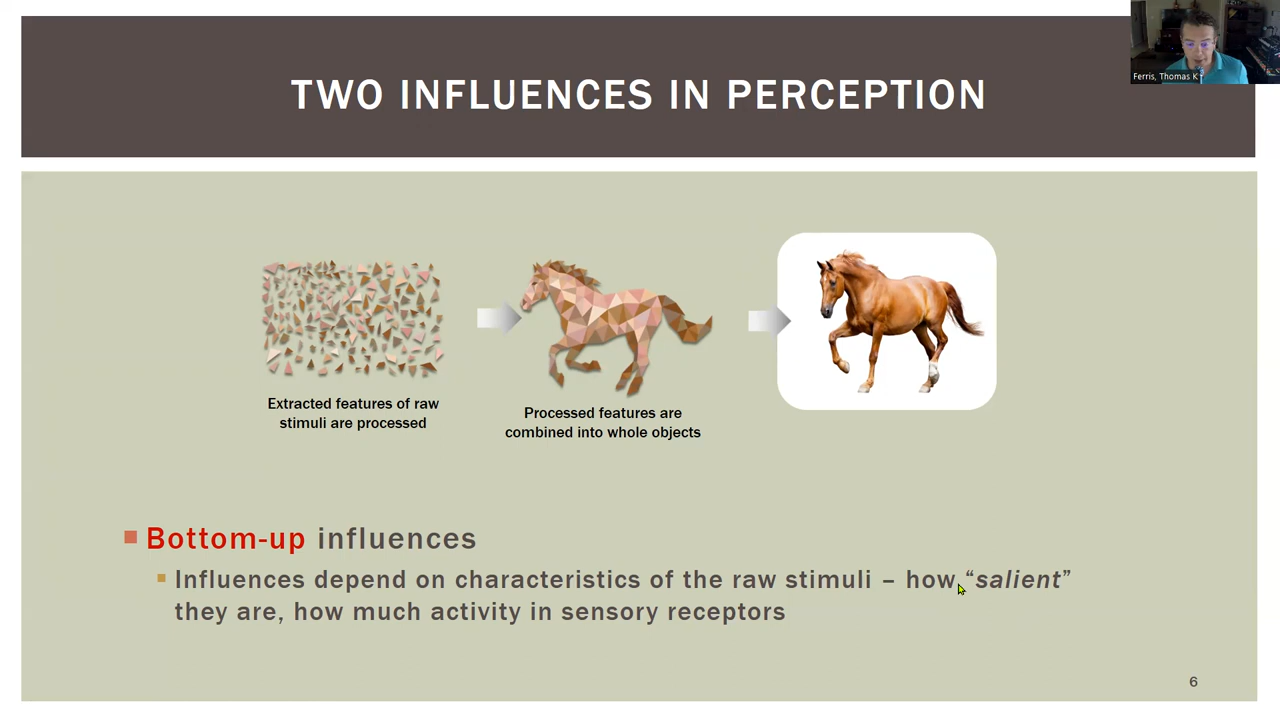 Ferris, Thomas K
TWO INFLUENCES IN PERCEPTION
Extracted features of raw
stimuli are processed
Processed features are
combined into whole objects
Bottom-up influences
Influences depend on characteristics of the raw stimuli – how “salient”
they are, how much activity in sensory receptors
6